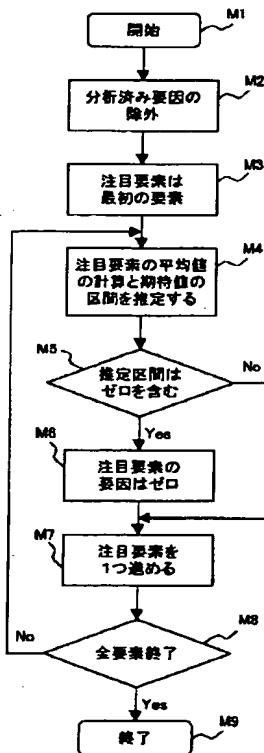 開始
M1
分析済み要因の
除外
M2
注目要素は
最初の要素
M3
注目要素の平均値
の計算と期待値の
区間を推定する
M4
M5
推定区間は
ゼロを含む
No
Yes
M6
注目要素の
要因はゼロ
M7
注目要素を
1つ進める
No
全要素終了
M8
Yes
終了
M9